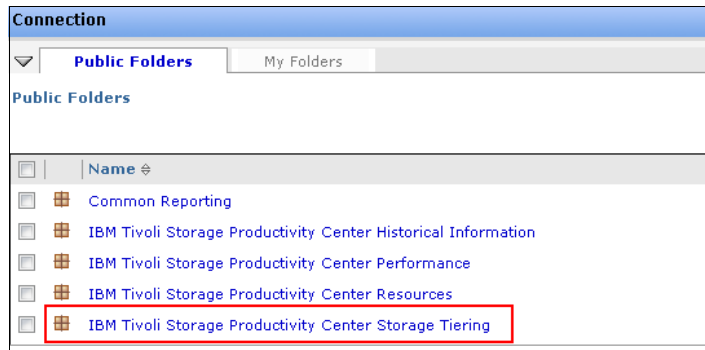 Connection
Public Folders My Folders
Public Folders
Name
Common Reporting
IBM Tivoli Storage Productivity Center Historical Information
IBM Tivoli Storage Productivity Center Performance
IBM Tivoli Storage Productivity Center Resources
IBM Tivoli Storage Productivity Center Storage Tiering